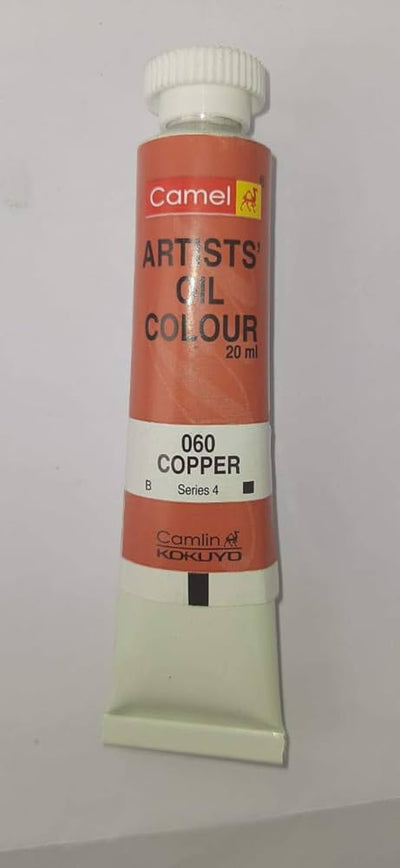 Camel
ARTISTS'
OIL
COLOUR
20 ml
060
COPPER
B Series 4
Camlin
KOKUYO